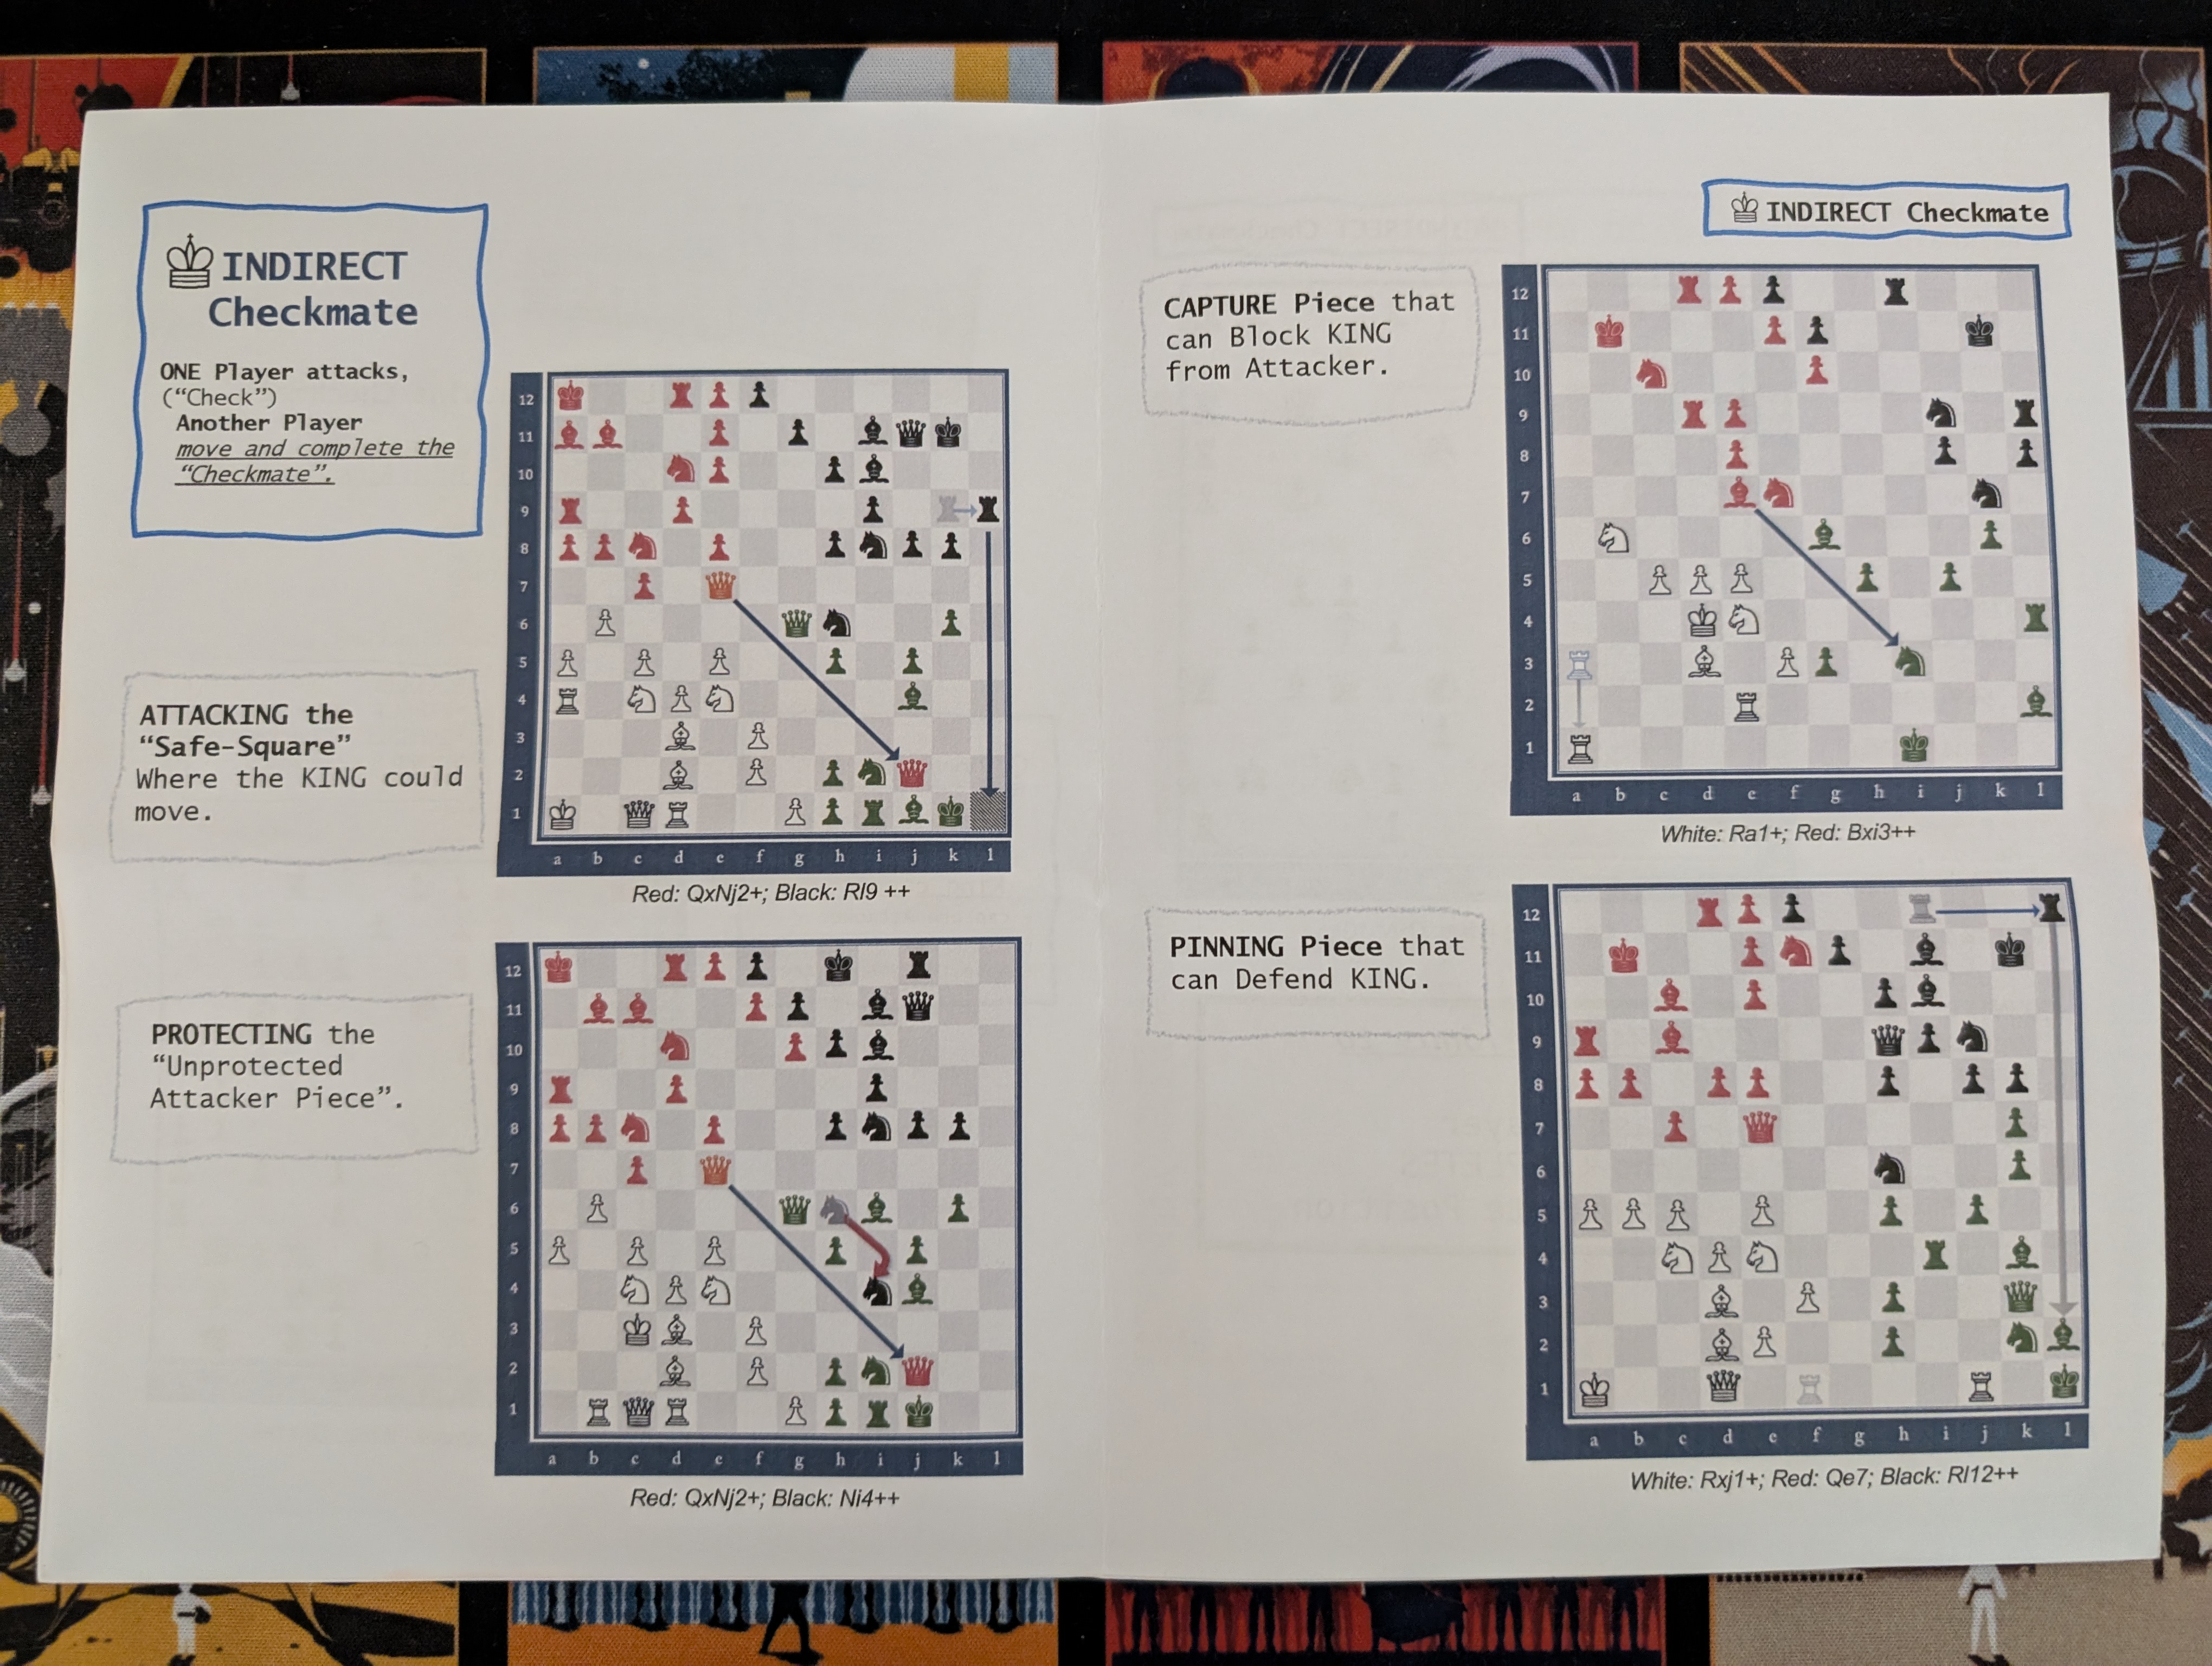 INDIRECT
Checkmate
ONE Player attacks,
(“Check”)
Another Player
move and complete the
“Checkmate”.
ATTACKING the
“Safe-Square”
Where the KING could
move.
12
11
10
9
8
7
6
5
4
3
2
1
a b c d e f g h i j k l
Red: QxNj2+; Black: Rl9 ++
PROTECTING the
“Unprotected
Attacker Piece”.
12
11
10
9
8
7
6
5
4
3
2
1
a b c d e f g h i j k l
Red: QxNj2+; Black: Ni4++
INDIRECT Checkmate
CAPTURE Piece that
can Block KING
from Attacker.
12
11
10
9
8
7
6
5
4
3
2
1
a b c d e f g h i j k l
White: Ra1+; Red: Bxi3++
PINNING Piece that
can Defend KING.
12
11
10
9
8
7
6
5
4
3
2
1
a b c d e f g h i j k l
White: Rxj1+; Red: Qe7; Black: Rl12++